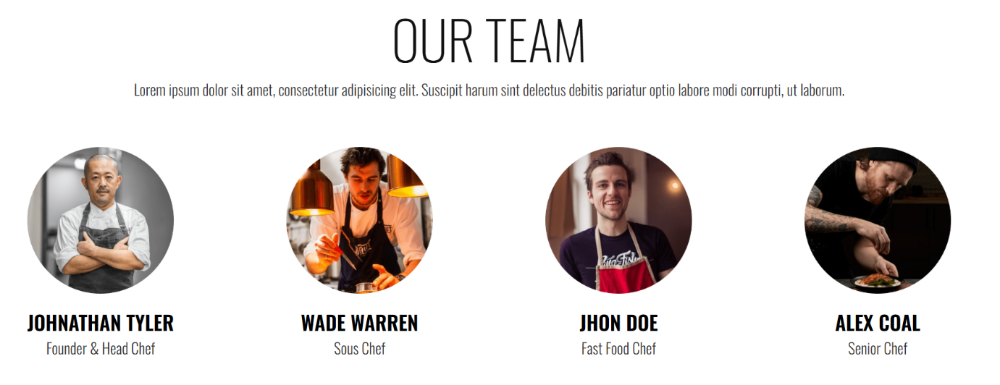 OUR TEAM
Lorem ipsum dolor sit amet, consectetur adipisicing elit. Suscipit harum sint delectus debitis pariatur optio labore modi corrupti, ut laborum.
JOHNATHAN TYLER
WADE WARREN
JHON DOE
ALEX COAL
Founder & Head Chef
Sous Chef
Fast Food Chef
Senior Chef